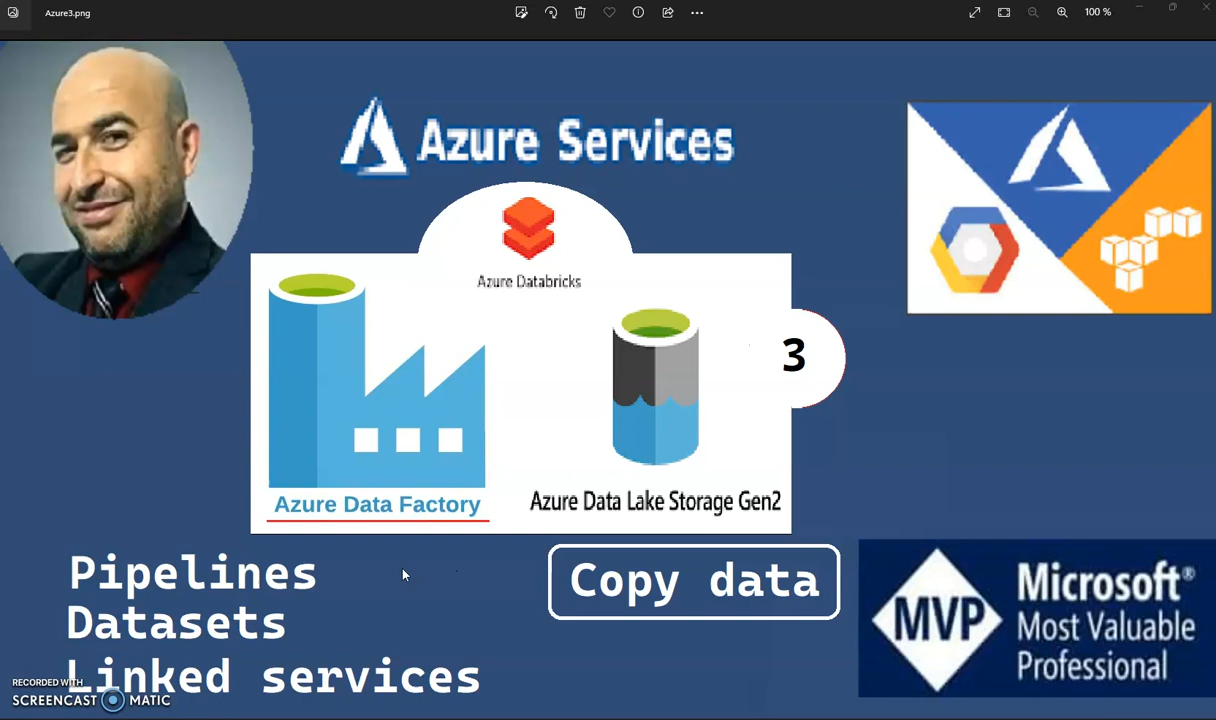 Azure3.png
100 %
Azure Services
Azure Databricks
3
Azure Data Factory
Azure Data Lake Storage Gen2
Pipelines
Datasets
Linked services
Copy data
MVP
Microsoft®
Most Valuable
Professional
RECORDED WITH
SCREENCAST MATIC